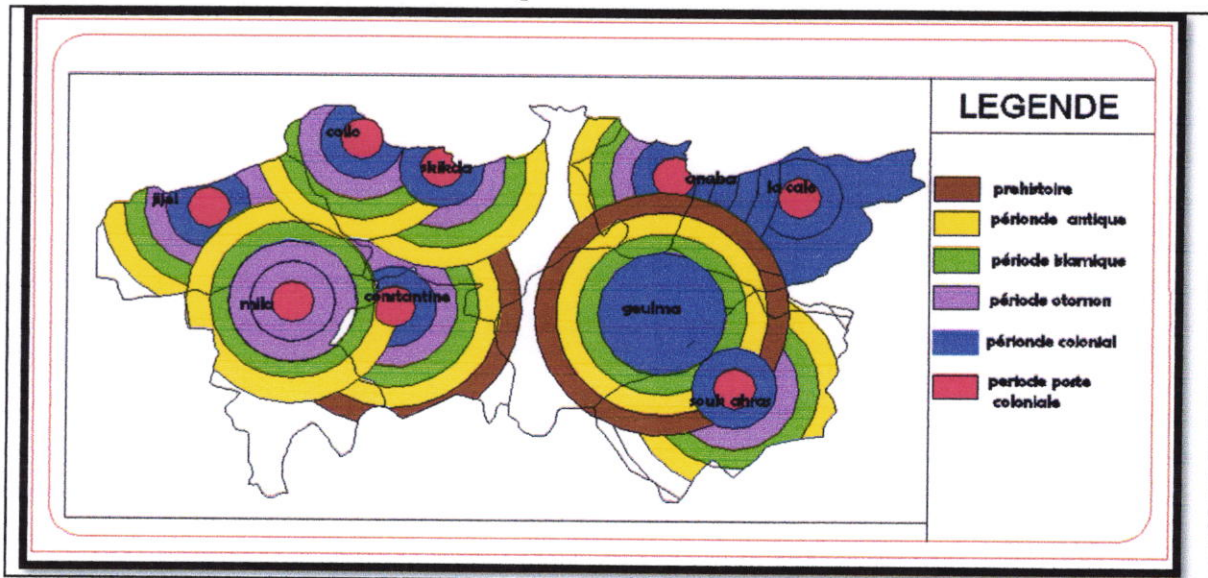 LEGENDE
prehistoire
périonde antique
période islamique
période otomon
périonde colonial
periode poste
coloniale
collo
skikda
jijel
mila
constantine
anaba
la cale
geulma
souk ahras